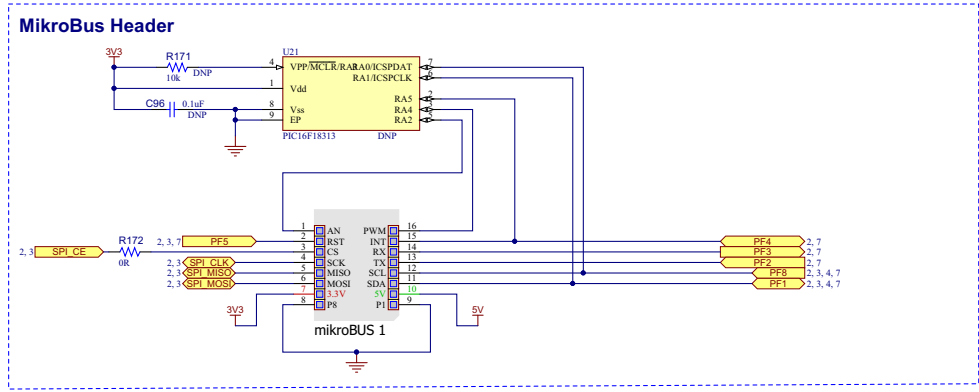 MikroBus Header
3V3
R171
10k DNP
C96 0.1uF
DNP
U21
4 VPP/MCLR/RA3 RA0/ICSPDAT 7
RA1/ICSPCLK 6
1 Vdd
RA5 2
8 Vss RA4 3
9 EP RA2 5
PIC16F18313 DNP
1 AN PWM 16
2, 3, 7 PF5 2 RST INT 15 PF4 2, 7
2, 3 SPI_CE R172 3 CS RX 14 PF3 2, 7
0R
2, 3 SPI_CLK 4 SCK TX 13 PF2 2, 7
2, 3 SPI_MISO 5 MISO SCL 12 PF8 2, 3, 4, 7
2, 3 SPI_MOSI 6 MOSI SDA 11 PF1 2, 3, 4, 7
7 3.3V 5V 10
8 P8 P1 9
3V3 5V
mikroBUS 1